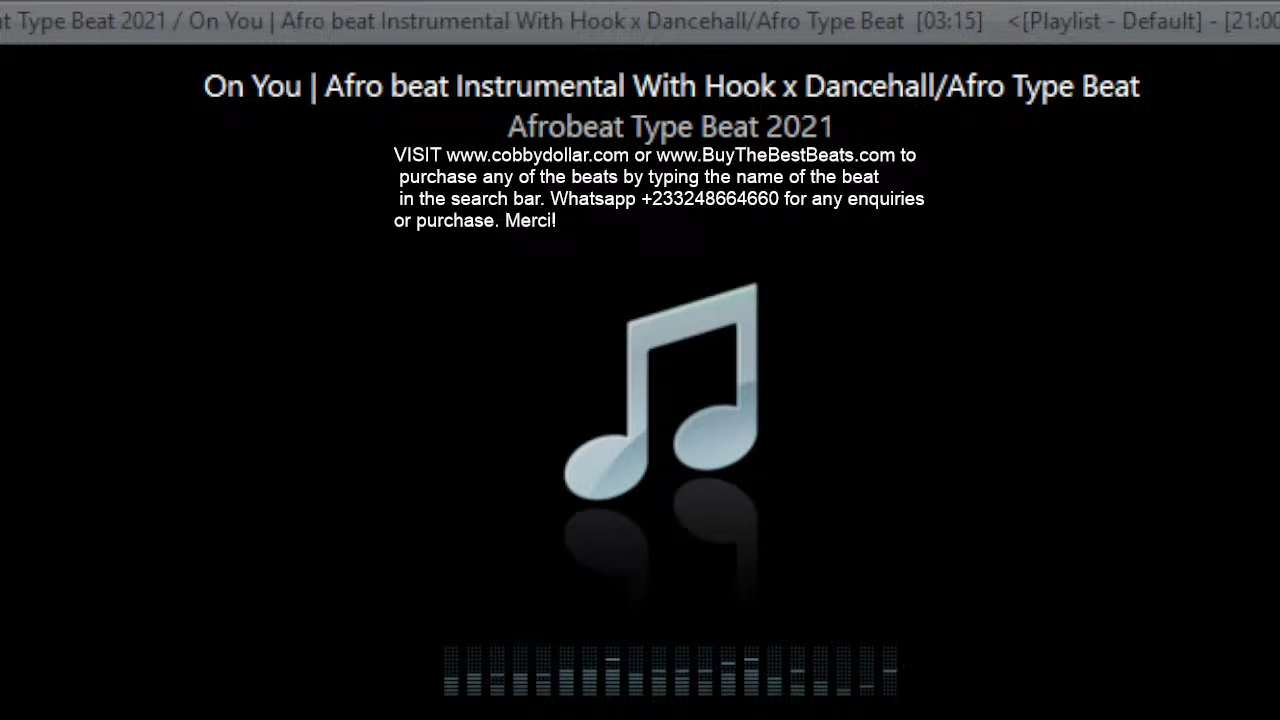 t Type Beat 2021 / On You | Afro beat Instrumental With Hook x Dancehall/Afro Type Beat [03:15] <[Playlist - Default] - [21:00
On You | Afro beat Instrumental With Hook x Dancehall/Afro Type Beat
Afrobeat Type Beat 2021
VISIT www.cobbydollar.com or www.BuyTheBestBeats.com to
purchase any of the beats by typing the name of the beat
in the search bar. Whatsapp +233248664660 for any enquiries
or purchase. Merci!